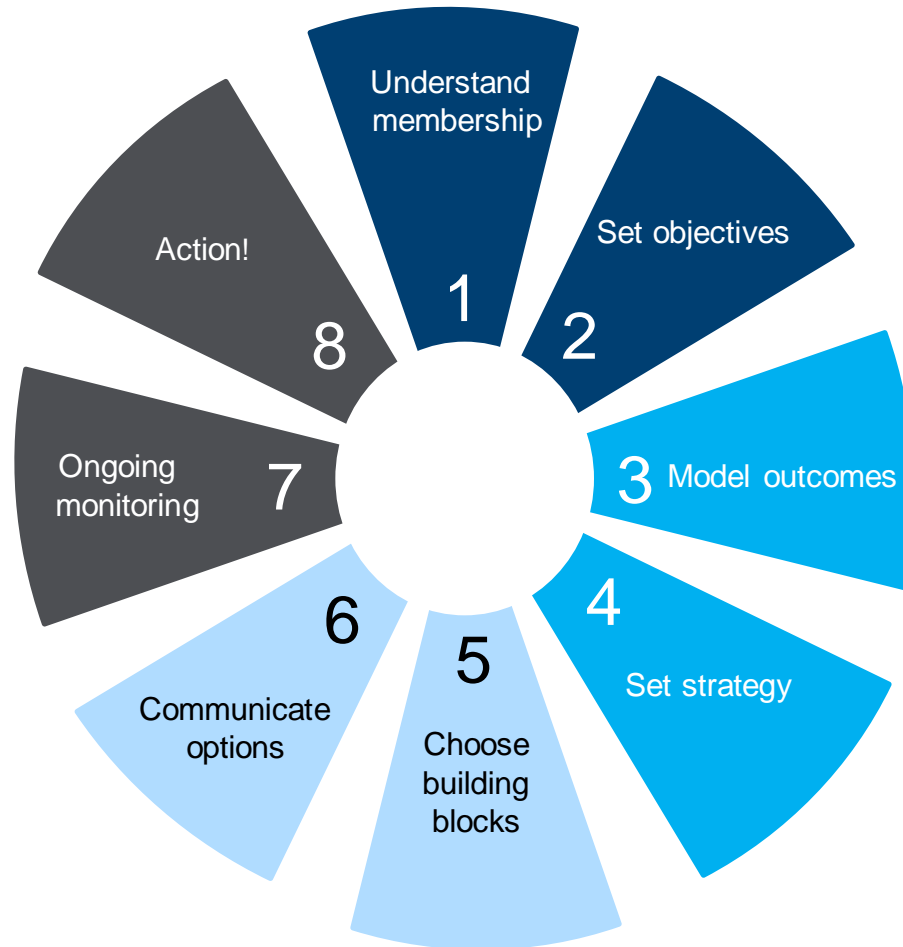 Understand
membership
1
Set objectives
2
3 Model outcomes
4
Set strategy
5
Choose
building
blocks
6
Communicate
options
Ongoing
monitoring
7
Action!
8